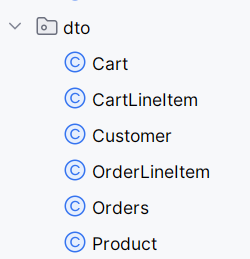 dto
Cart
CartLineItem
Customer
OrderLineItem
Orders
Product